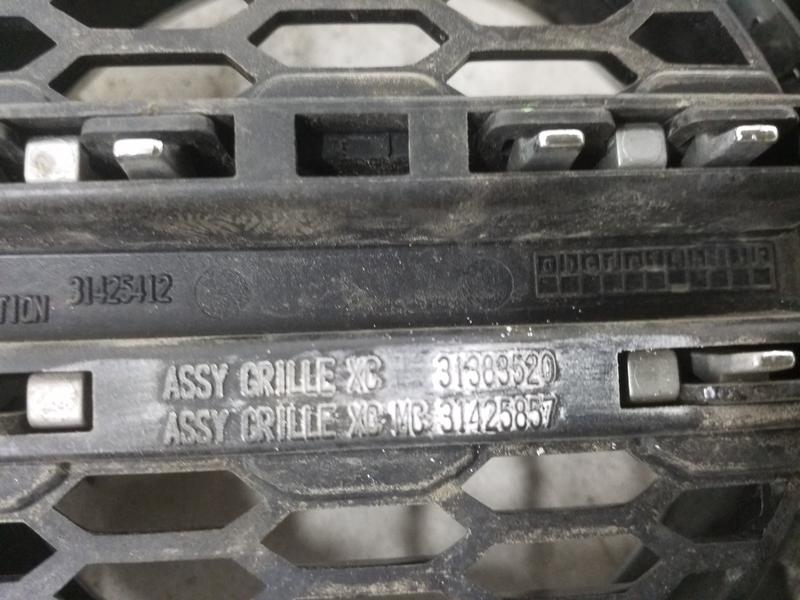 TION 31425412
ASSY GRILLE XC 31383520
ASSY GRILLE XC MC 31425857